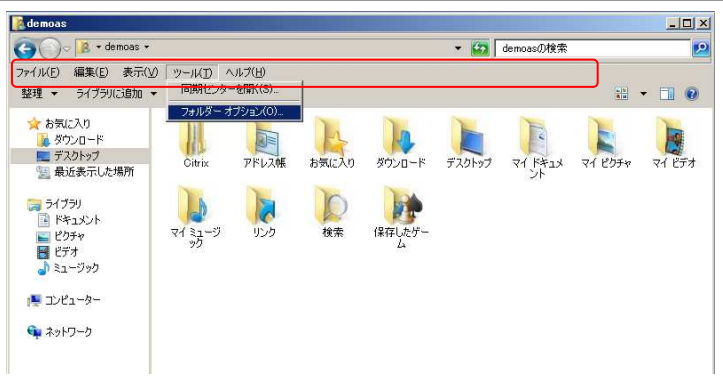 demoas
demoas
demoasの検索
ファイル(F) 編集(E) 表示(V) ツール(T) ヘルプ(H)
整理 ライブラリに追加
同期センターを開く(S)...
フォルダー オプション(O)...
お気に入り
ダウンロード
デスクトップ
最近表示した場所
ライブラリ
ドキュメント
ピクチャ
ビデオ
ミュージック
コンピューター
ネットワーク
Citrix
アドレス帳
お気に入り
ダウンロード
デスクトップ
マイ ドキュメ
ント
マイ ピクチャ
マイ ビデオ
マイ ミュージ
ック
リンク
検索
保存したゲー
ム